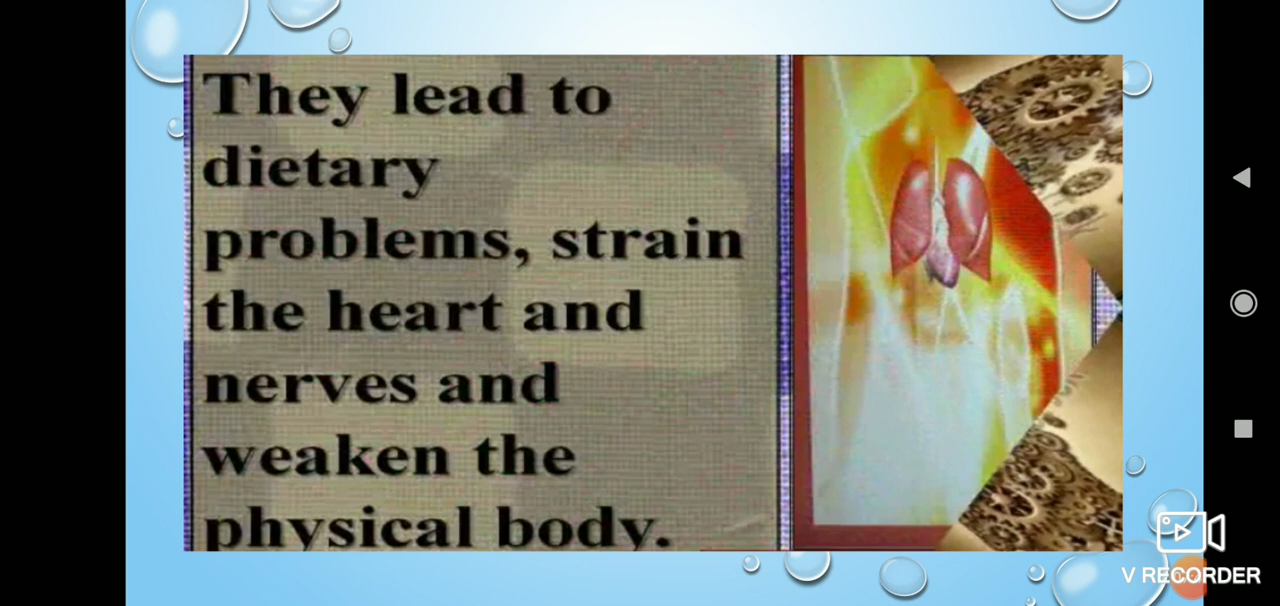 They lead to
dietary
problems, strain
the heart and
nerves and
weaken the
physical body.
V RECORDER